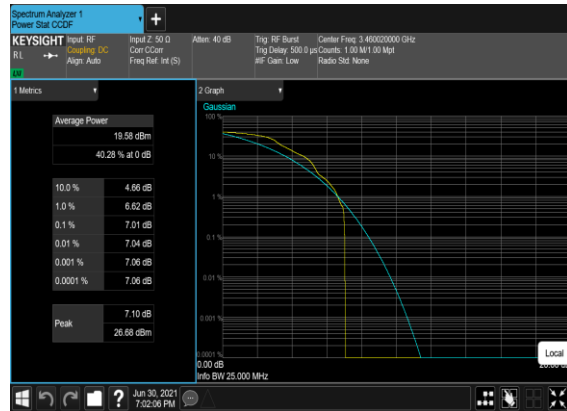 Spectrum Analyzer 1
Power Stat CCDF
KEYSIGHT
RL
Input: RF
Coupling: DC
Align: Auto
Input Z: 50 Ω
Corr CCorr
Freq Ref: Int (S)
Atten: 40 dB
Trig: RF Burst
Trig Delay: 500.0 µs
#IF Gain: Low
Center Freq: 3.460020000 GHz
Counts: 1.00 M/1.00 Mpt
Radio Std: None
1 Metrics
Average Power
19.58 dBm
40.28 % at 0 dB
10.0 % 4.66 dB
1.0 % 6.62 dB
0.1 % 7.01 dB
0.01 % 7.04 dB
0.001 % 7.06 dB
0.0001 % 7.06 dB
Peak
7.10 dB
26.68 dBm
2 Graph
Gaussian
100 %
10 %
1 %
0.1 %
0.01 %
0.001 %
0.0001 %
0.00 dB
Info BW 25.000 MHz
Local
Jun 30, 2021
7:02:06 PM